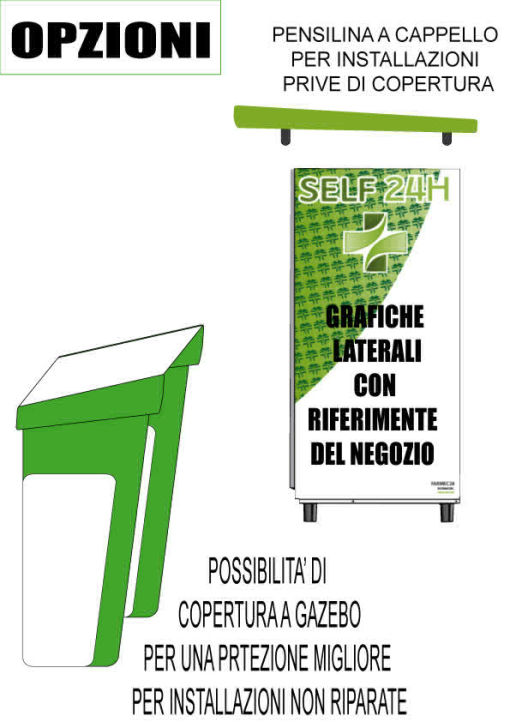 OPZIONI
PENSILINA A CAPPELLO
PER INSTALLAZIONI
PRIVE DI COPERTURA
SELF 24H
GRAFICHE
LATERALI
CON
RIFERIMENTE
DEL NEGOZIO
FARMEC24
POSSIBILITA' DI
COPERTURA A GAZEBO
PER UNA PRTEZIONE MIGLIORE
PER INSTALLAZIONI NON RIPARATE